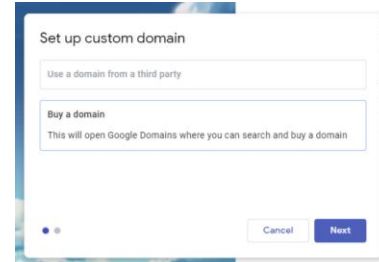 Set up custom domain
Use a domain from a third party
Buy a domain
This will open Google Domains where you can search and buy a domain
Cancel
Next